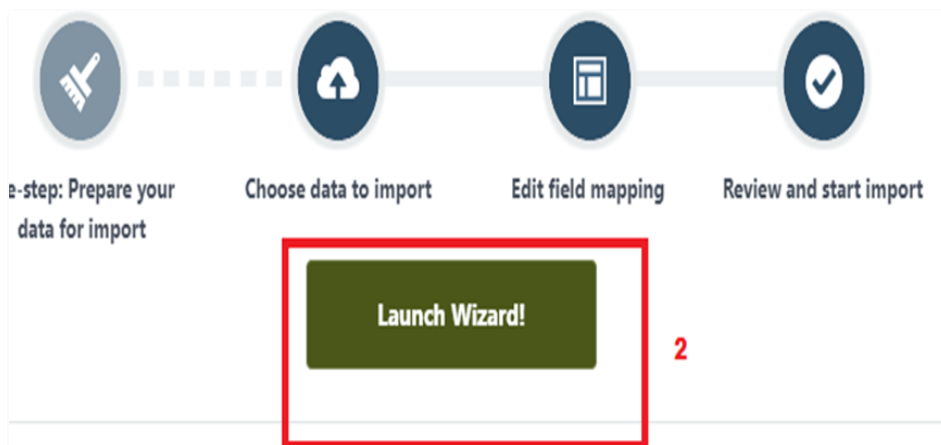 e-step: Prepare your
data for import
Choose data to import
Edit field mapping
Review and start import
Launch Wizard!
2